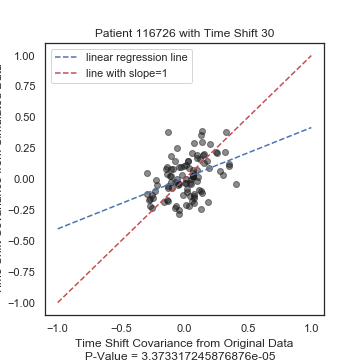 Patient 116726 with Time Shift 30
linear regression line
line with slope=1
1.00
0.75
0.50
0.25
0.00
−0.25
−0.50
−0.75
−1.00
−1.0
−0.5
0.0
0.5
1.0
Time Shift Covariance from Original Data
P-Value = 3.373317245876876e-05